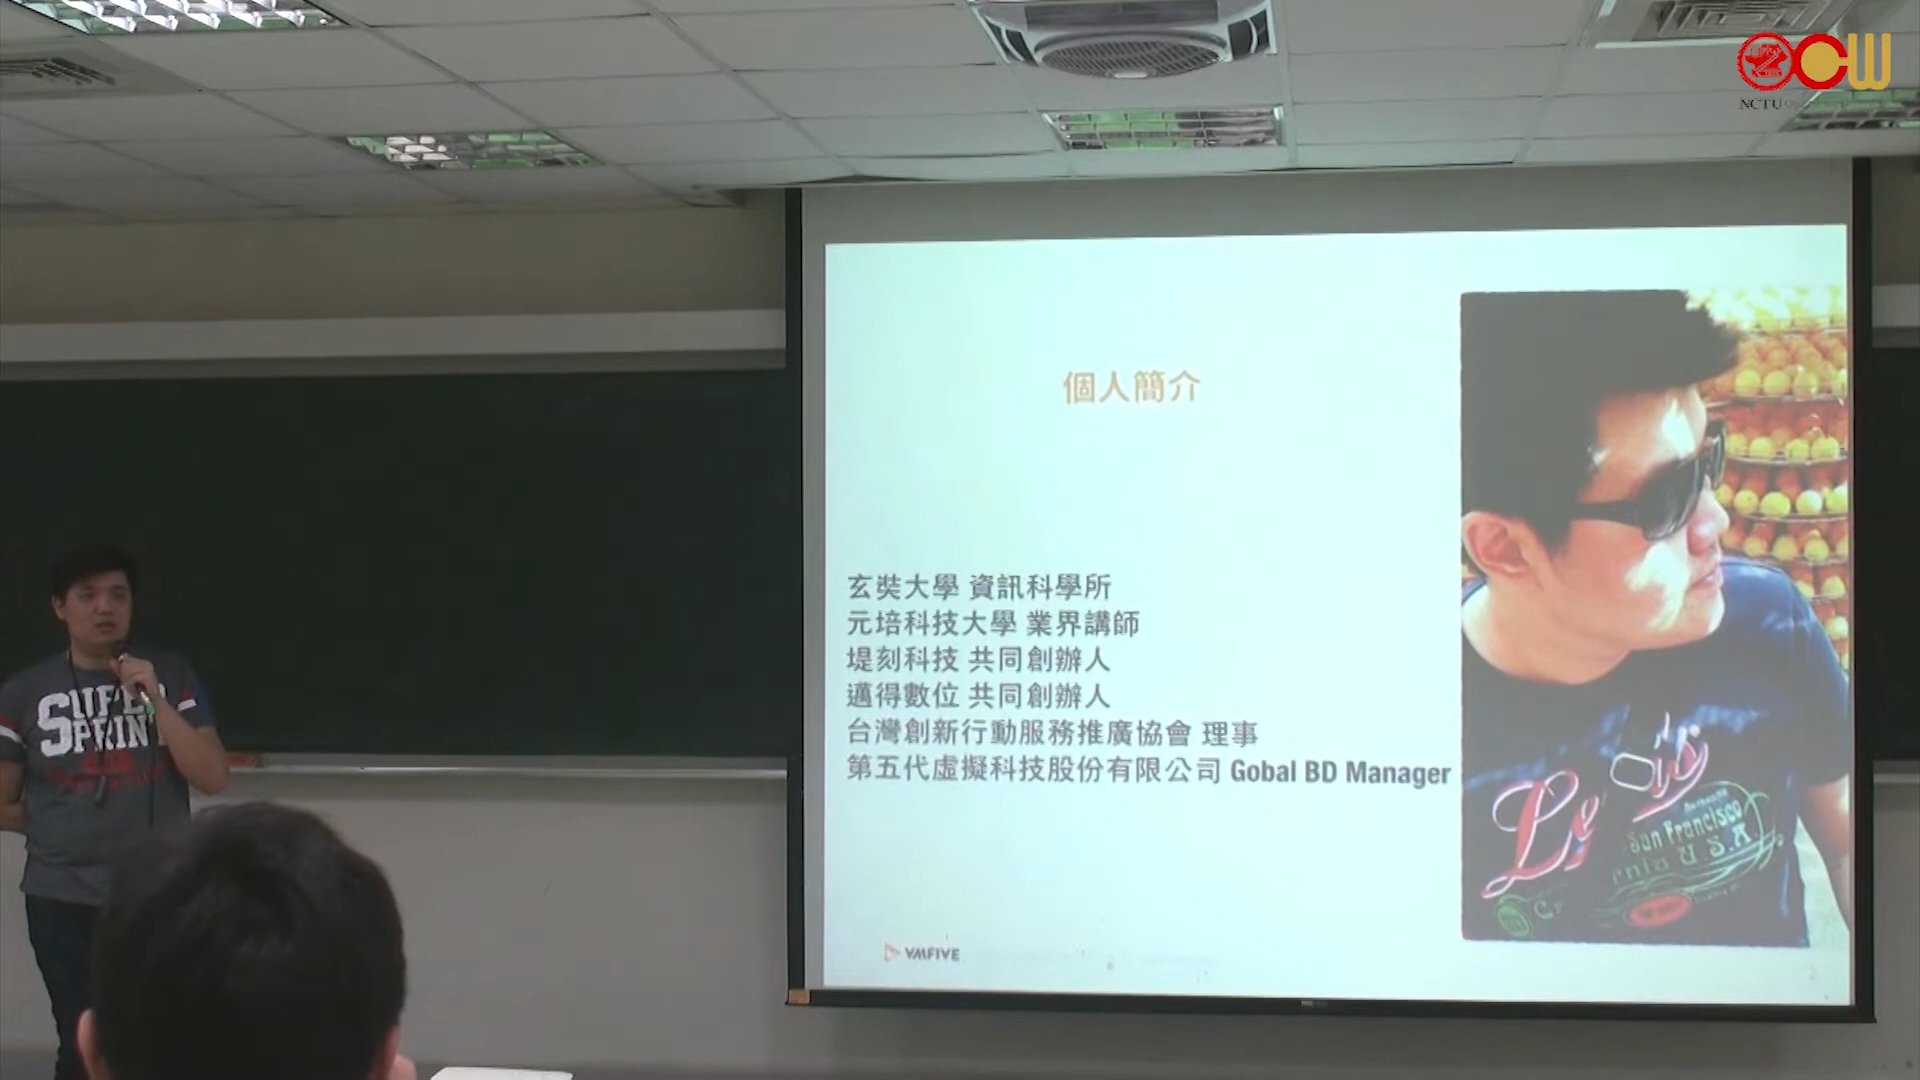 OCW
NCTU
個人簡介
玄奘大學 資訊科學所
元培科技大學 業界講師
堤刻科技 共同創辦人
邁得數位 共同創辦人
台灣創新行動服務推廣協會 理事
第五代虛擬科技股份有限公司 Gobal BD Manager
VMFIVE
2
SUPER
SPRINT
San Francisco
U.S.A